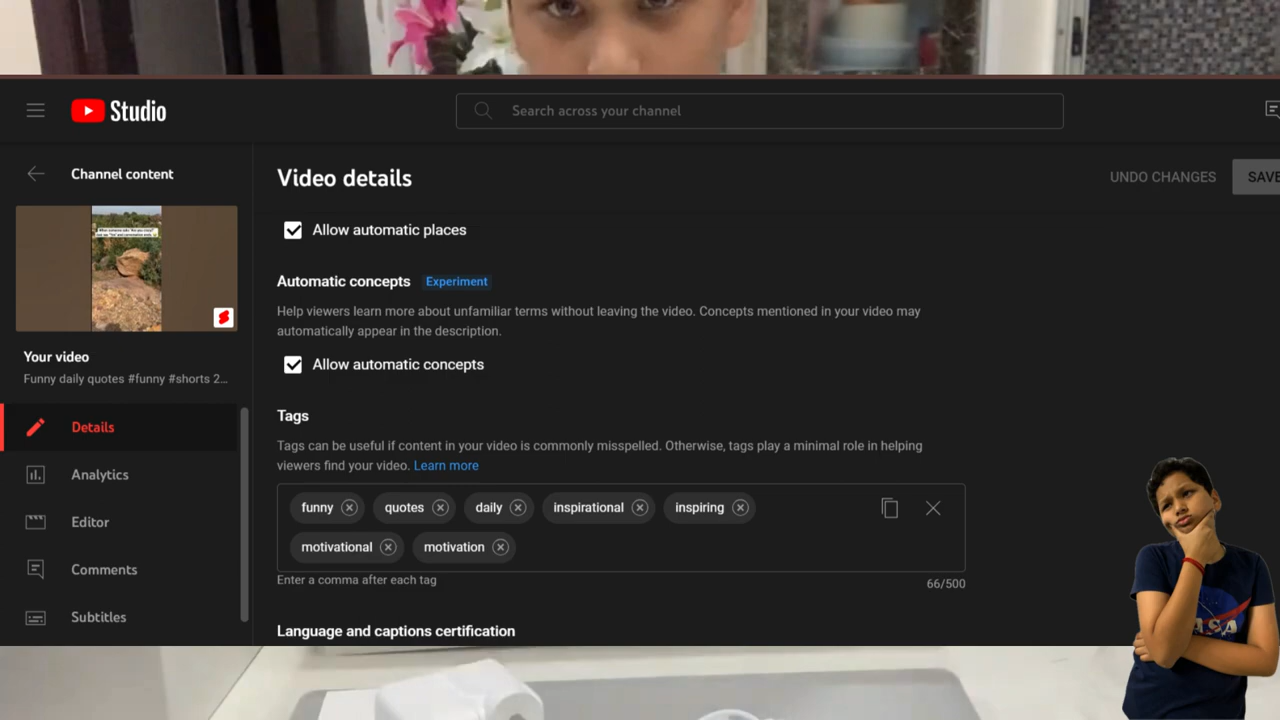 Studio
Search across your channel
Channel content
Video details
UNDO CHANGES
SAVE
Allow automatic places
Automatic concepts Experiment
Help viewers learn more about unfamiliar terms without leaving the video. Concepts mentioned in your video may
automatically appear in the description.
Allow automatic concepts
Your video
Funny daily quotes #funny #shorts 2...
Details
Analytics
Editor
Comments
Subtitles
Tags
Tags can be useful if content in your video is commonly misspelled. Otherwise, tags play a minimal role in helping
viewers find your video. Learn more
funny quotes daily inspirational inspiring
motivational motivation
Enter a comma after each tag
66/500
Language and captions certification